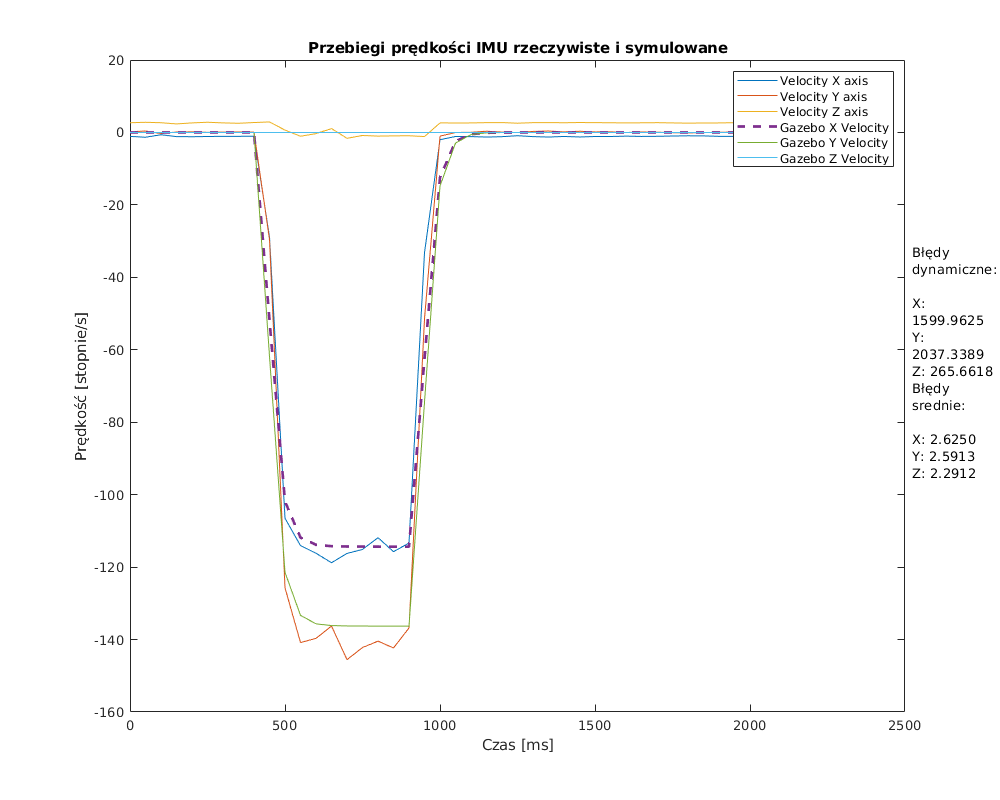 Przebiegi prędkości IMU rzeczywiste i symulowane
20
0
-20
-40
-60
-80
-100
-120
-140
-160
Prędkość [stopnie/s]
0
500
1000
1500
2000
2500
Czas [ms]
Velocity X axis
Velocity Y axis
Velocity Z axis
Gazebo X Velocity
Gazebo Y Velocity
Gazebo Z Velocity
Błędy
dynamiczne:
X:
1599.9625
Y:
2037.3389
Z: 265.6618
Błędy
srednie:
X: 2.6250
Y: 2.5913
Z: 2.2912